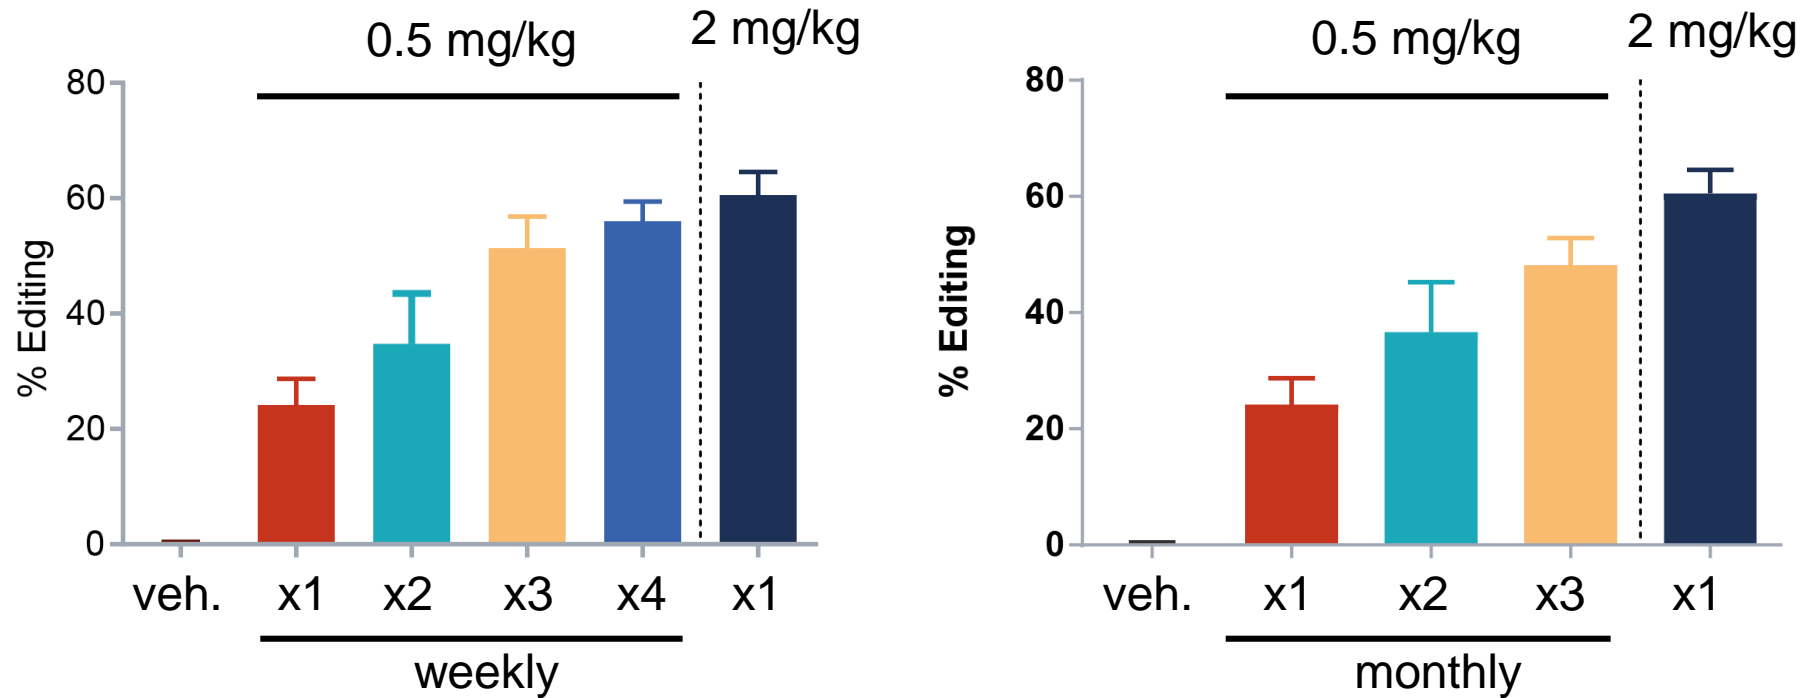 0.5 mg/kg
2 mg/kg
80
60
40
20
0
% Editing
veh.
x1
x2
x3
x4
x1
weekly
0.5 mg/kg
2 mg/kg
80
60
40
20
0
% Editing
veh.
x1
x2
x3
x1
monthly